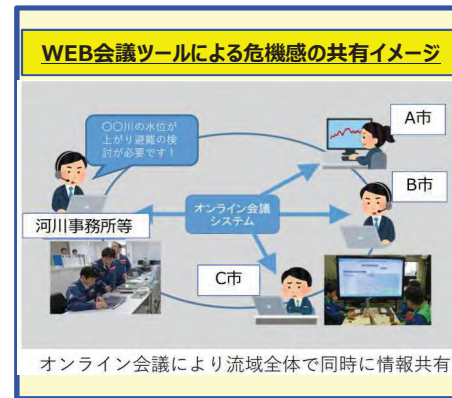 WEB会議ツールによる危機感の共有イメージ
〇〇川の水位が
上がり避難の検
討が必要です！
A市
B市
オンライン会議
システム
河川事務所等
C市
オンライン会議により流域全体で同時に情報共有